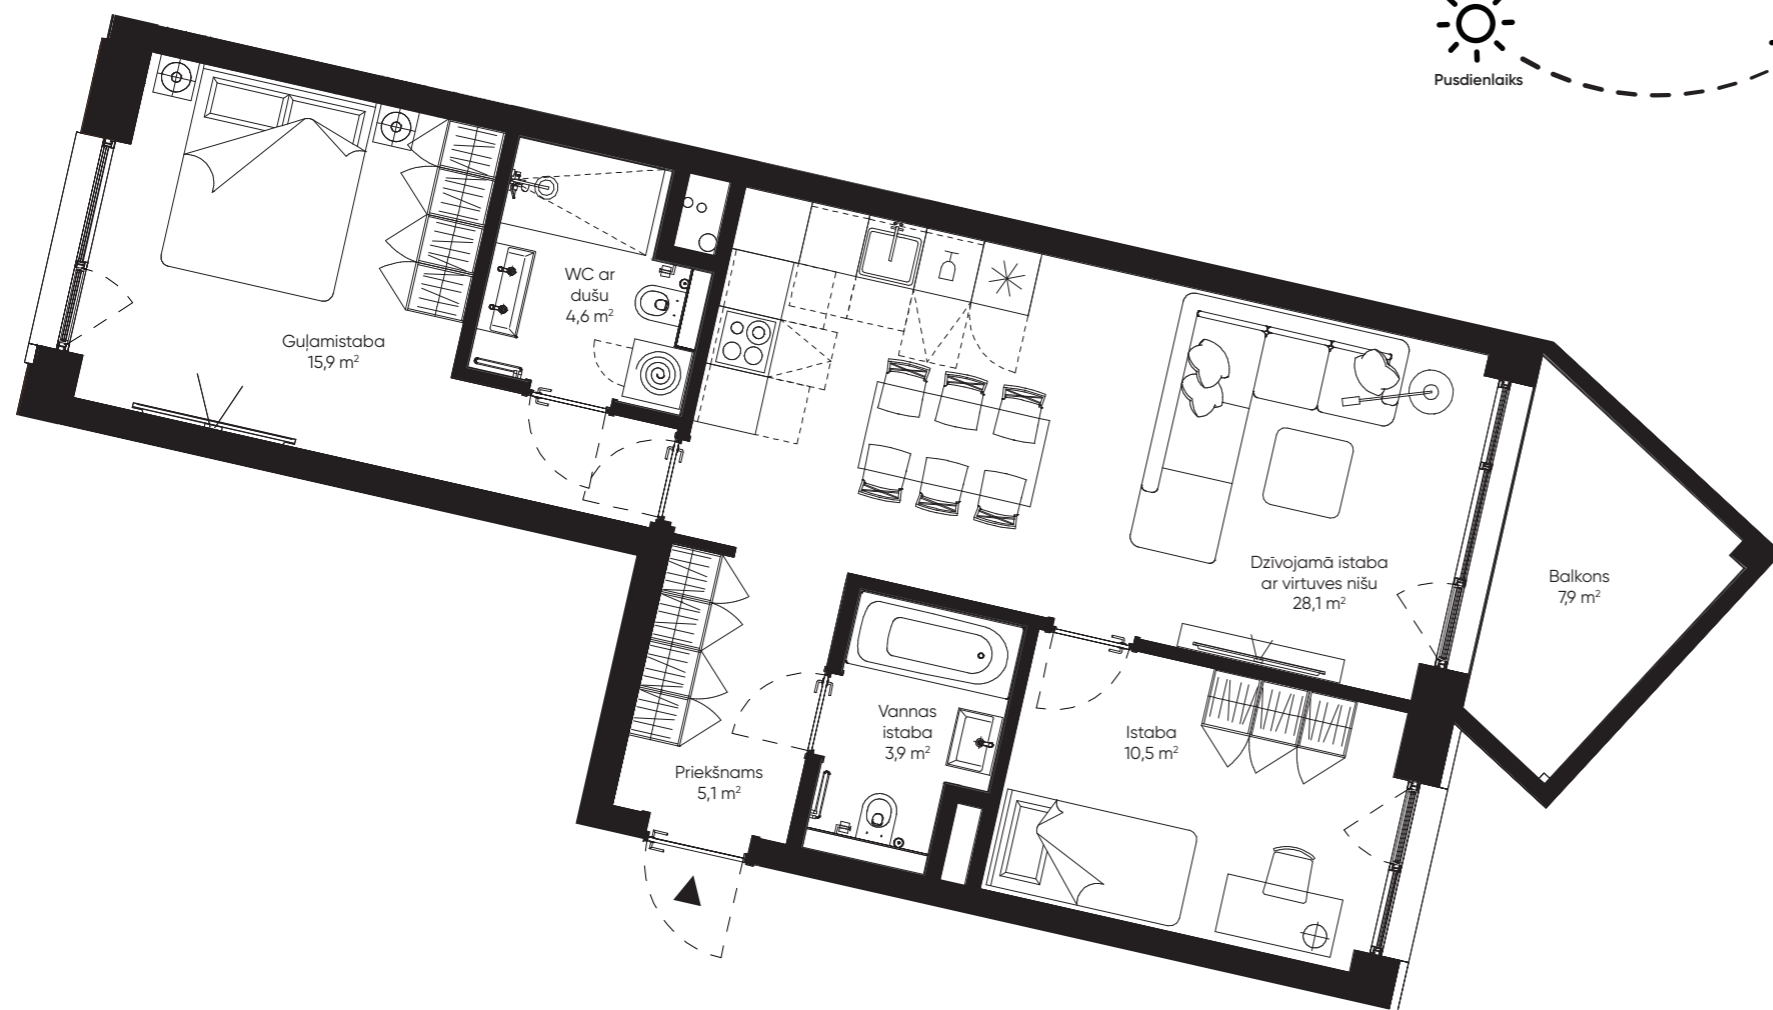 Pusdienlaiks
WC ar
dušu
4,6 m²
Guļamistaba
15,9 m²
Dzīvojamā istaba
ar virtuves nišu
28,1 m²
Balkons
7,9 m²
Vannas
istaba
3,9 m²
Istaba
10,5 m²
Priekšnams
5,1 m²